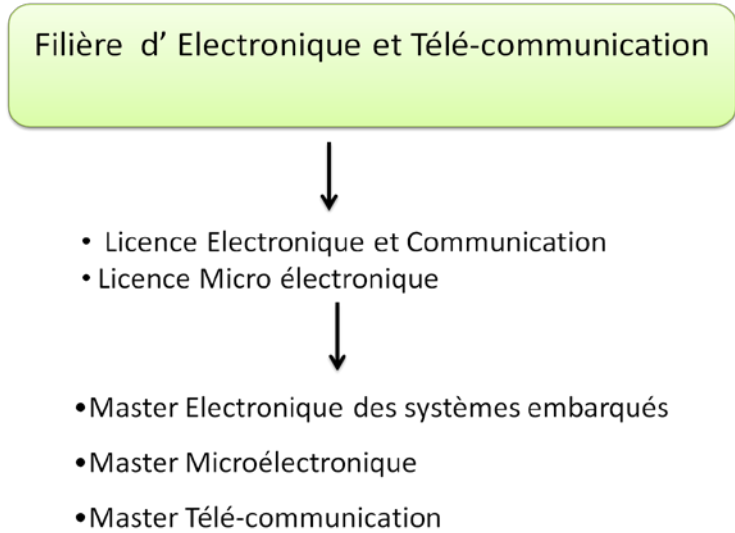 Filière d' Electronique et Télé-communication
• Licence Electronique et Communication
• Licence Micro électronique
•Master Electronique des systèmes embarqués
•Master Microélectronique
•Master Télé-communication